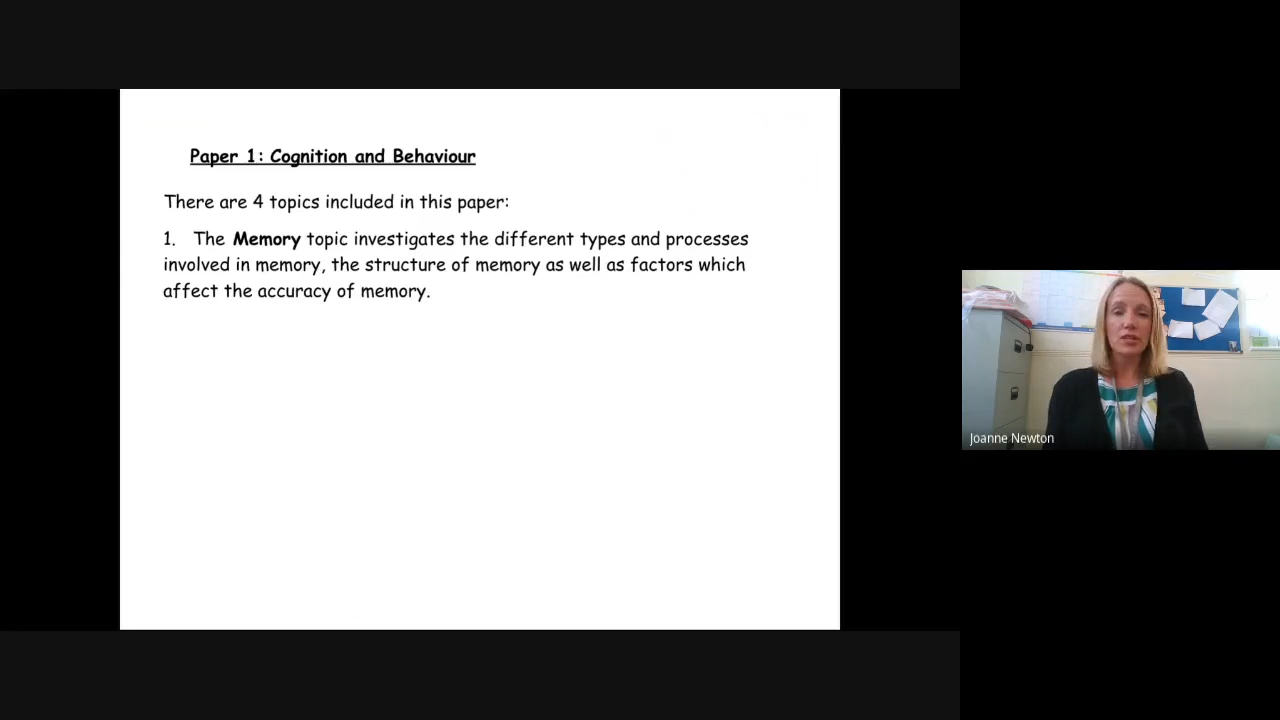 Paper 1: Cognition and Behaviour
There are 4 topics included in this paper:
1. The Memory topic investigates the different types and processes
involved in memory, the structure of memory as well as factors which
affect the accuracy of memory.
Joanne Newton